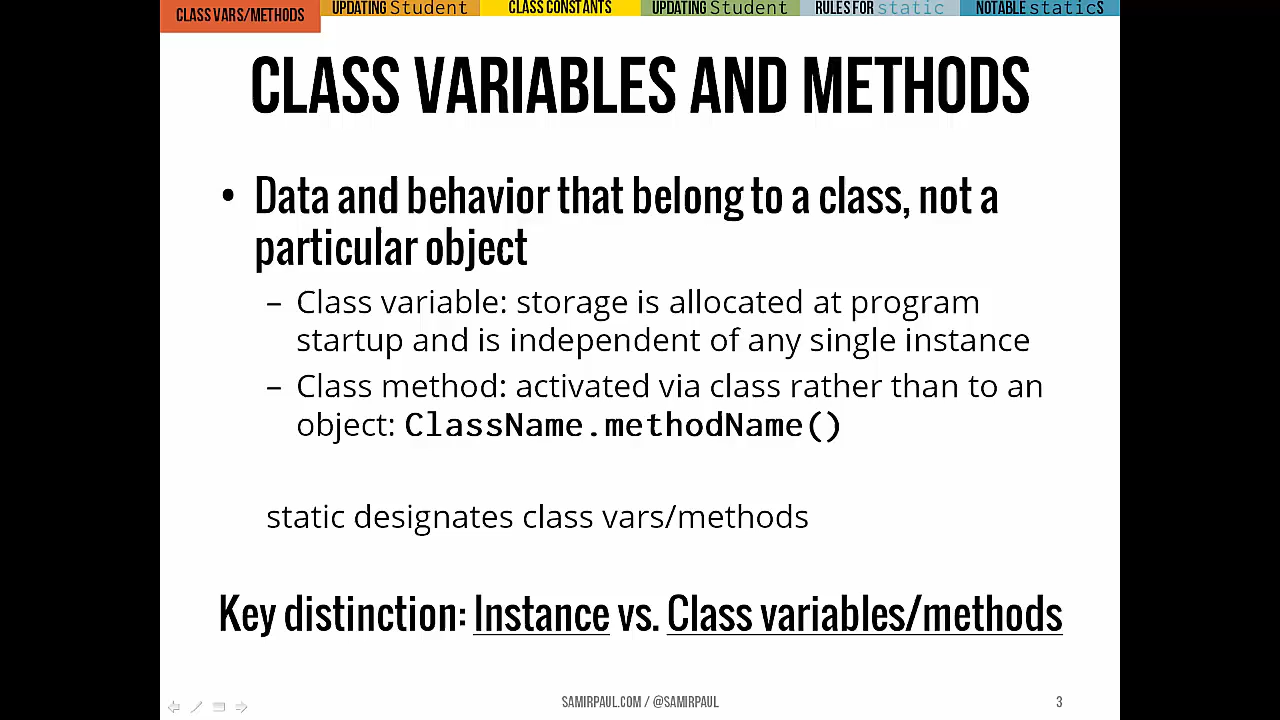 CLASS VARS/METHODS
UPDATING Student
CLASS CONSTANTS
UPDATING Student
RULES FOR static
NOTABLE staticS
CLASS VARIABLES AND METHODS
• Data and behavior that belong to a class, not a
particular object
– Class variable: storage is allocated at program
startup and is independent of any single instance
– Class method: activated via class rather than to an
object: ClassName.methodName()
static designates class vars/methods
Key distinction: Instance vs. Class variables/methods
SAMIRPAUL.COM / @SAMIRPAUL
3